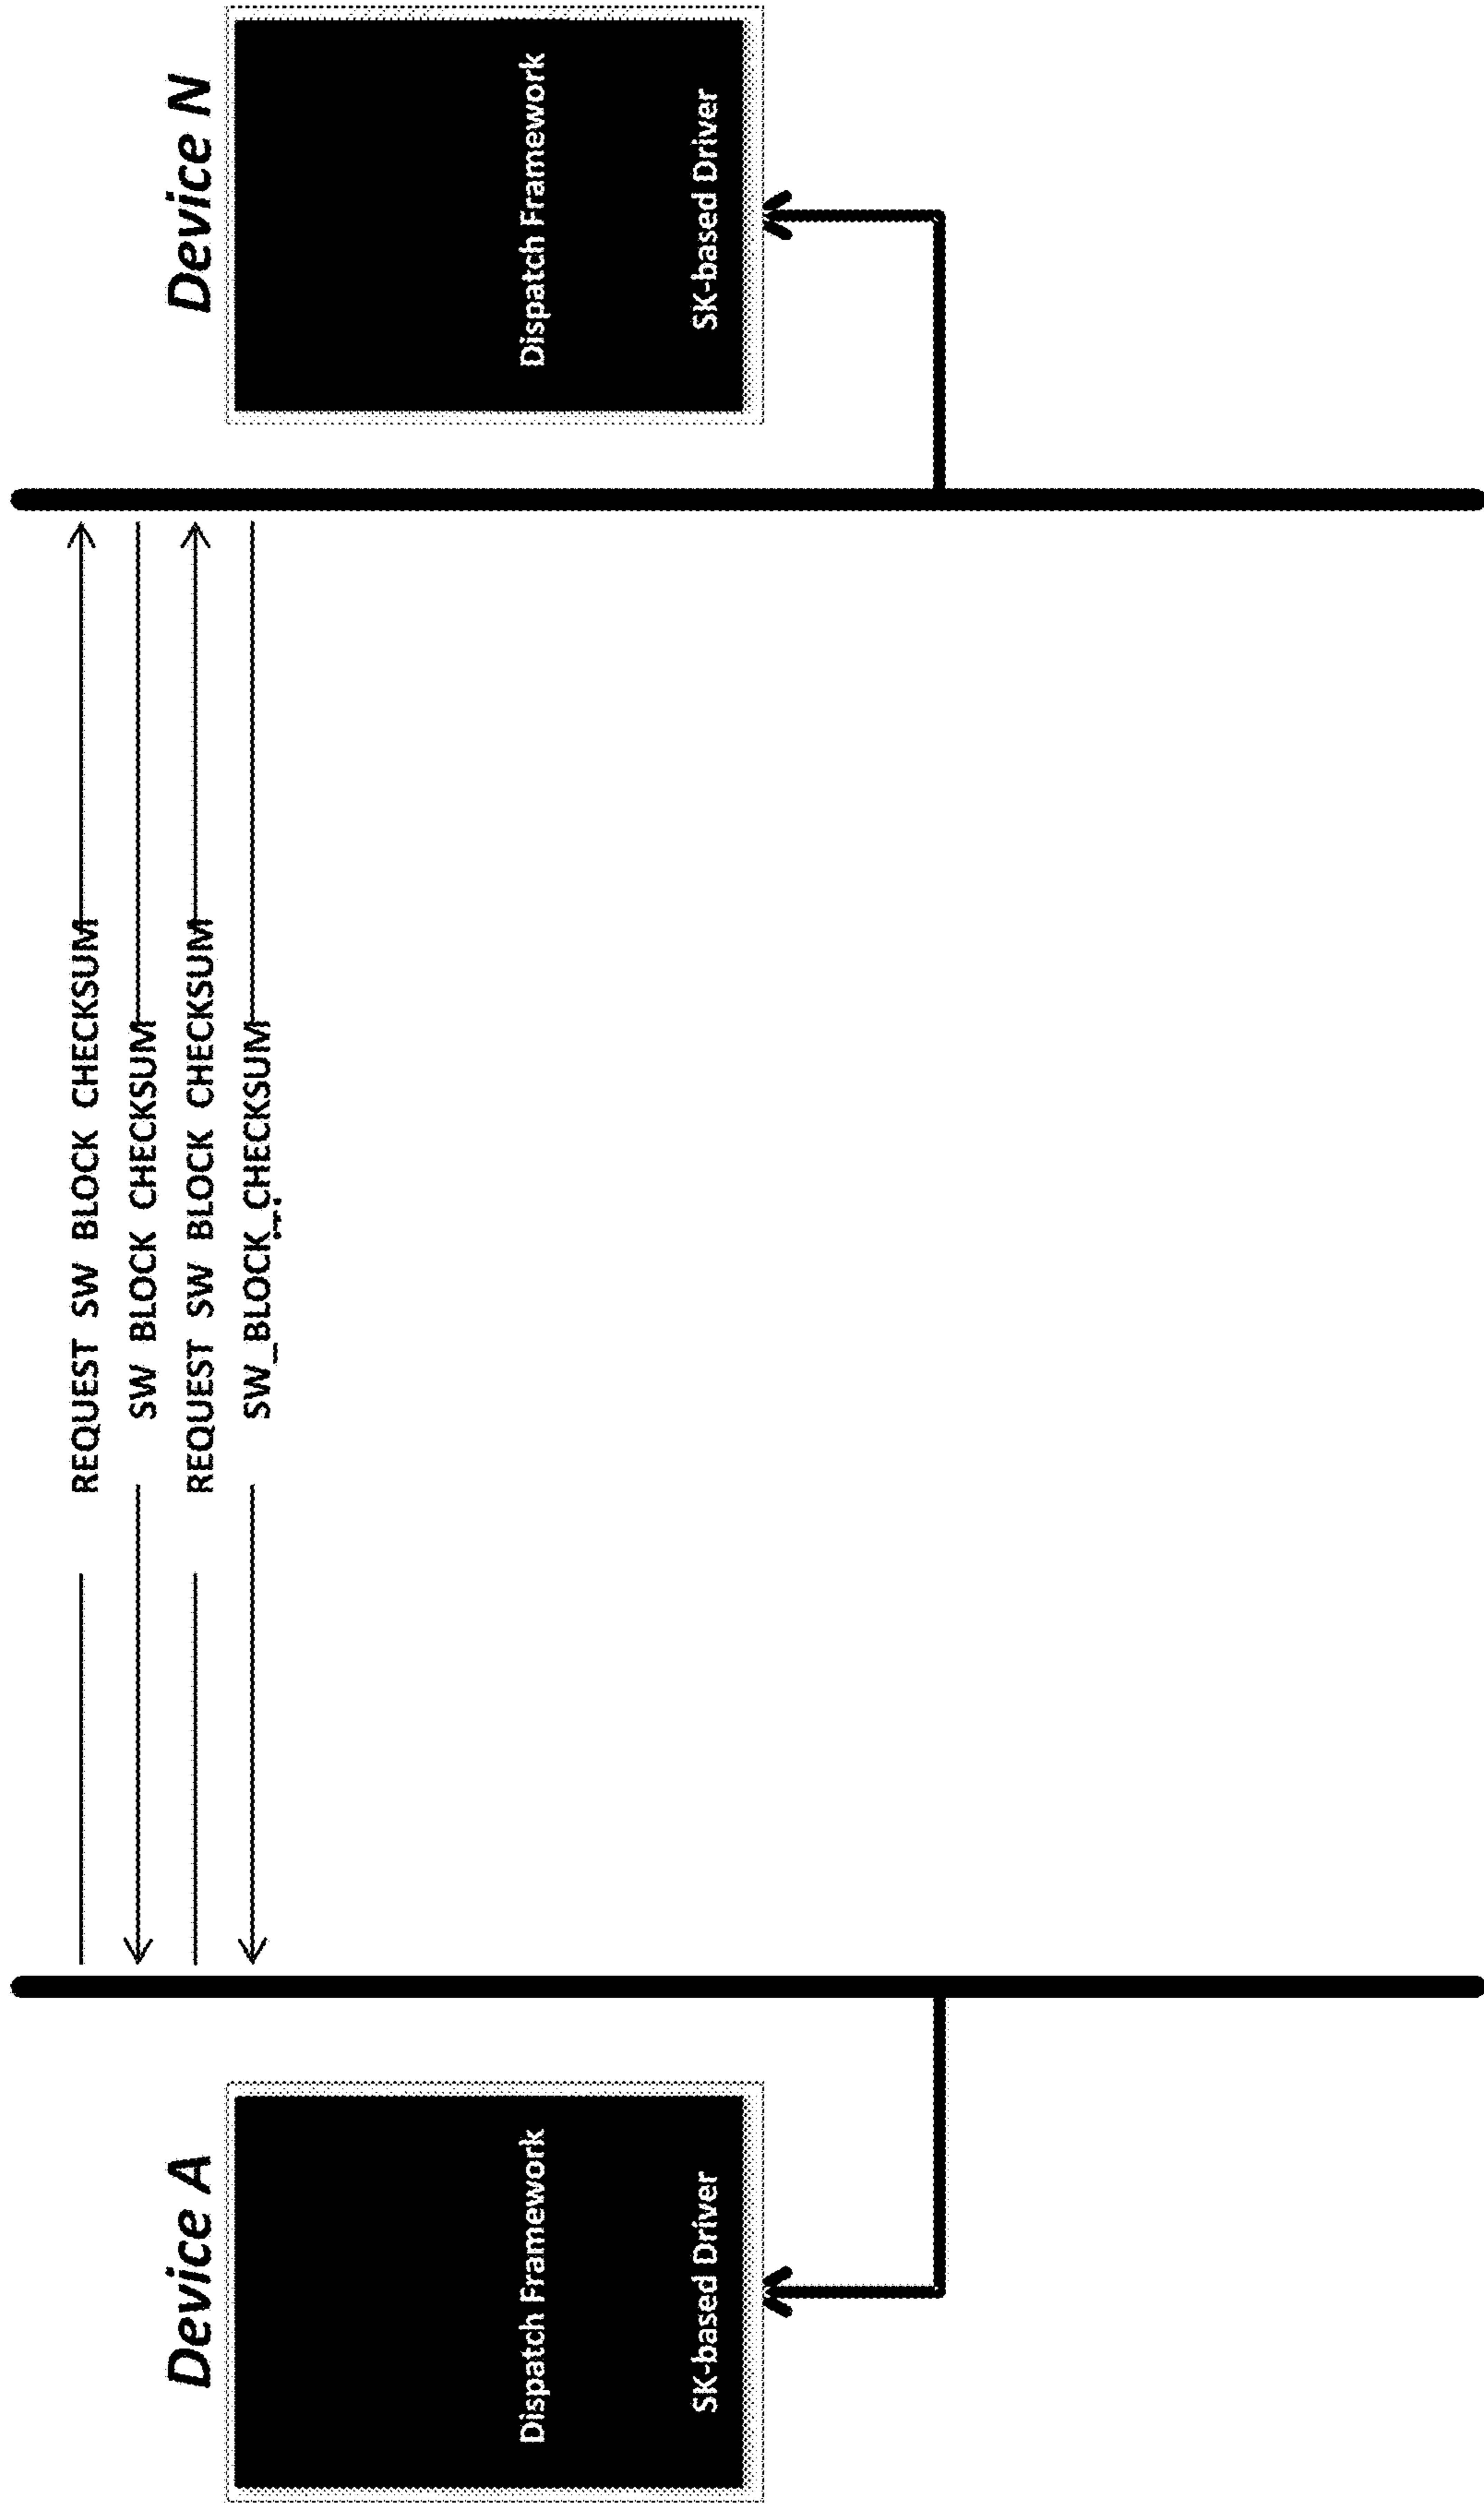 Device A
Dispatch Framework
SK-based Driver
REQUEST SW BLOCK CHECKSUM
SW BLOCK CHECKSUM
REQUEST SW BLOCK CHECKSUM
SW_BLOCK_CHECKSUM
...
Device N
Dispatch Framework
SK-based Driver